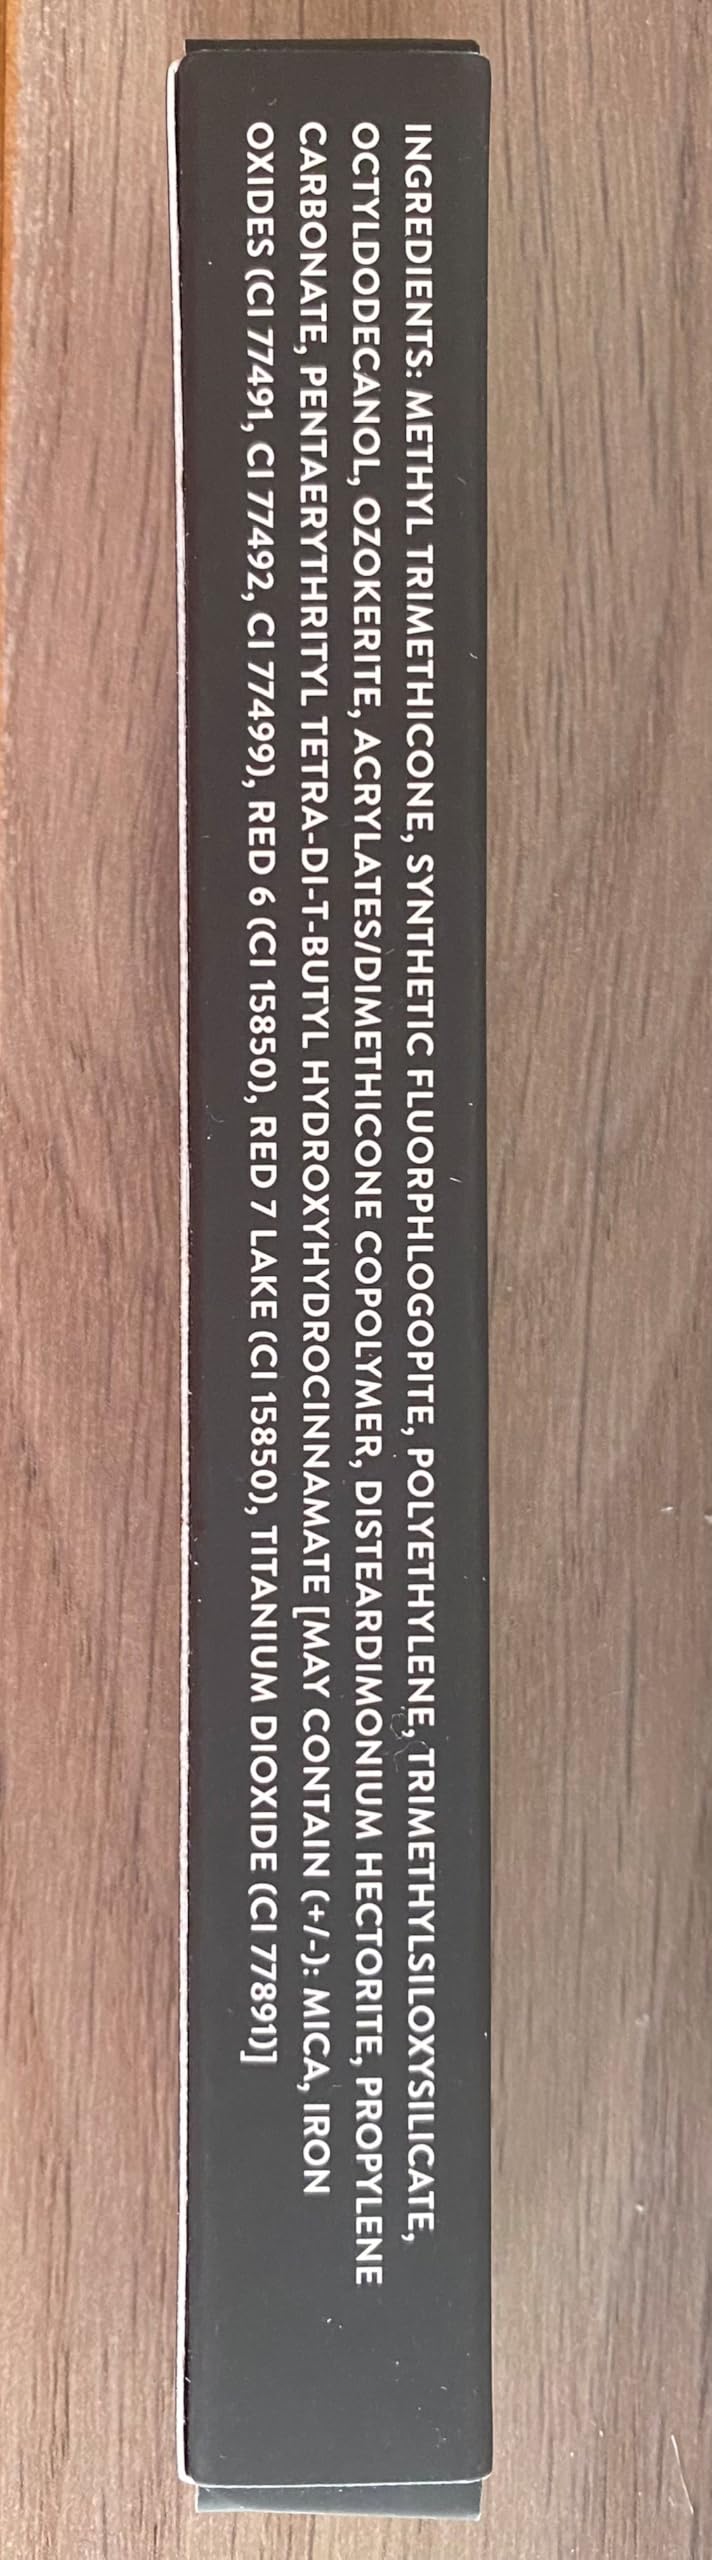 INGREDIENTS: METHYL TRIMETHICONE, SYNTHETIC FLUORPHLOGOPITE, POLYETHYLENE, TRIMETHYLSILOXYSILICATE,
OCTYLDODECANOL, OZOKERITE, ACRYLATES/DIMETHICONE COPOLYMER, DISTEARDIMONIUM HECTORITE, PROPYLENE
CARBONATE, PENTAERYTHRITYL TETRA-DI-T-BUTYL HYDROXYHYDROCINNAMATE [MAY CONTAIN (+/-): MICA, IRON
OXIDES (CI 77491, CI 77492, CI 77499), RED 6 (CI 15850), RED 7 LAKE (CI 15850), TITANIUM DIOXIDE (CI 77891)]